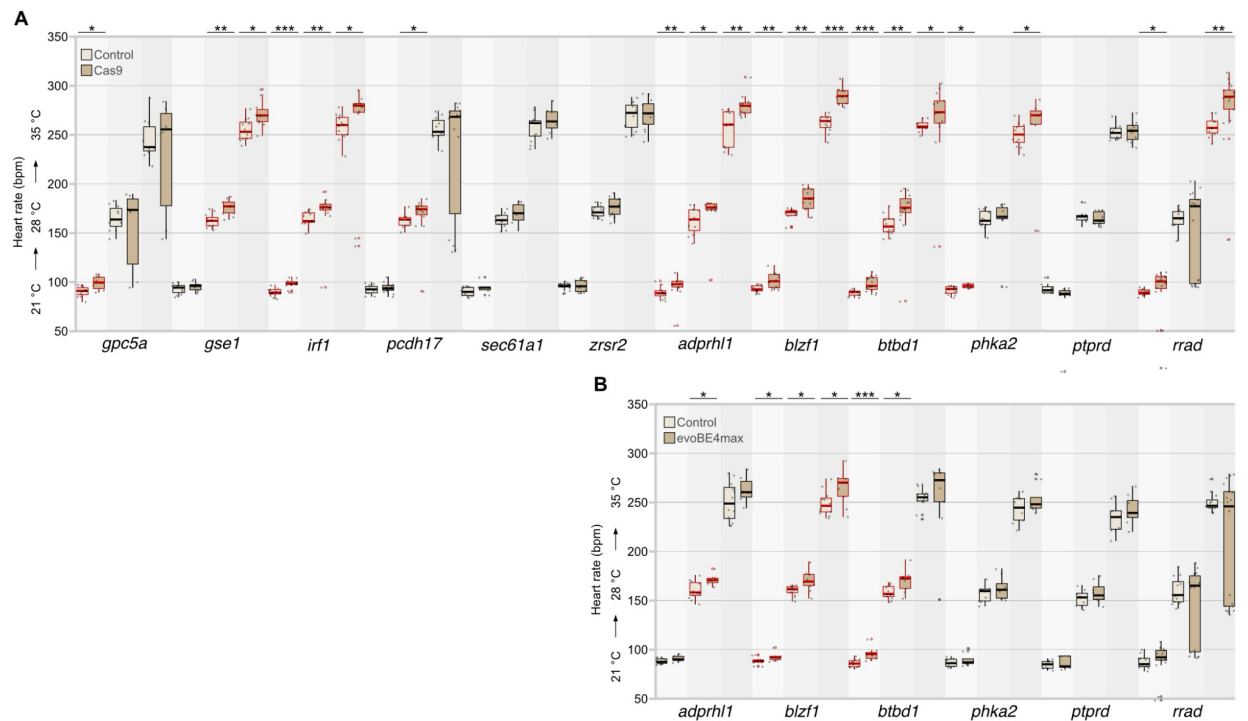 A
* ** * *** ** * * ** * ** ** ** *** *** ** * * * * **
350
Control
Cas9
300
35 °C
250
Heart rate (bpm)
200
28 °C
150
100
21 °C
50
gpc5a gse1 irf1 pcdh17 sec61a1 zrsr2 adprhl1 blzf1 btbd1 phka2 ptprd rrad
B
* * * * *** *
350
Control
evoBE4max
300
35 °C
250
Heart rate (bpm)
200
28 °C
150
100
21 °C
50
adprhl1 blzf1 btbd1 phka2 ptprd rrad